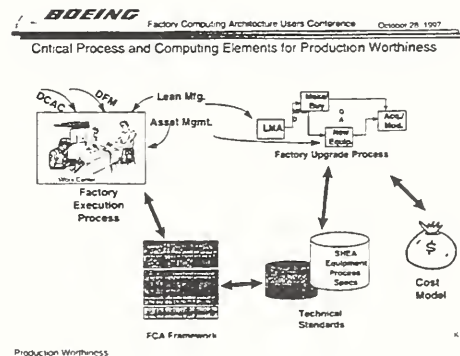 BOEING Factory Computing Architecture Users Conference October 28, 1997
Critical Process and Computing Elements for Production Worthiness
DCAC
DFM
Lean Mfg.
Asset Mgmt.
Work Center
Factory
Execution
Process
LMA
Make/
Buy
New
Equip.
Acq./
Mod.
Factory Upgrade Process
FCA Framework
SHEA
Equipment
Process
Specs
Technical
Standards
$
Cost
Model
K
Production Worthiness